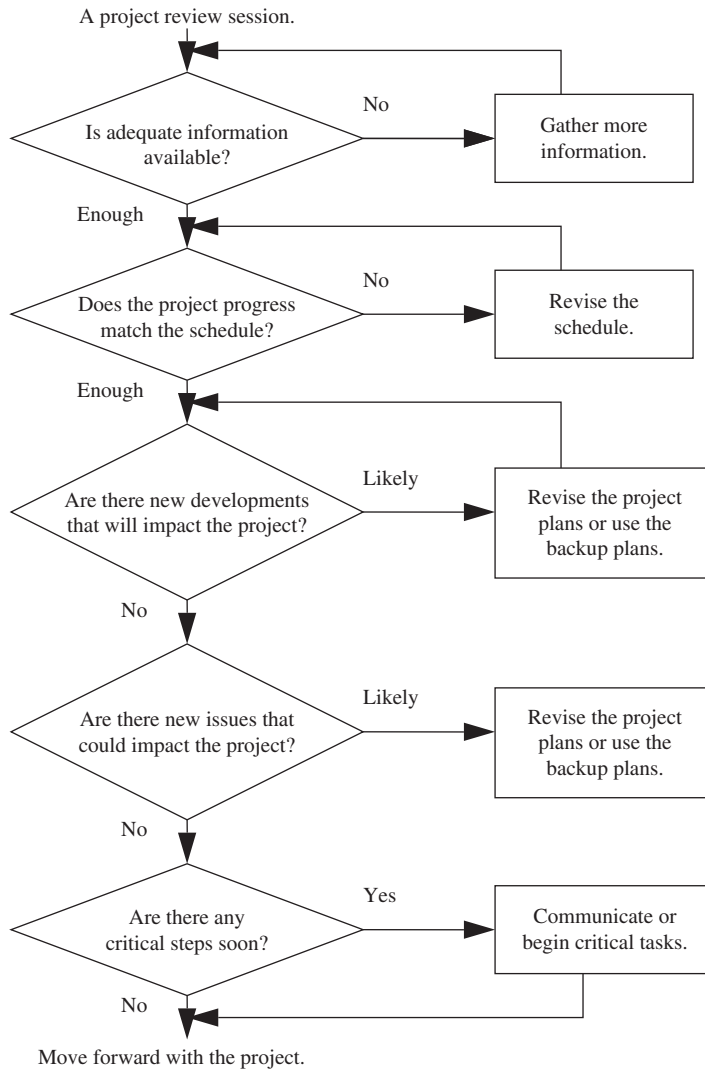 A project review session.
Is adequate information
available?
No
Gather more
information.
Enough
Does the project progress
match the schedule?
No
Revise the
schedule.
Enough
Are there new developments
that will impact the project?
Likely
Revise the project
plans or use the
backup plans.
No
Are there new issues that
could impact the project?
Likely
Revise the project
plans or use the
backup plans.
No
Are there any
critical steps soon?
Yes
Communicate or
begin critical tasks.
No
Move forward with the project.